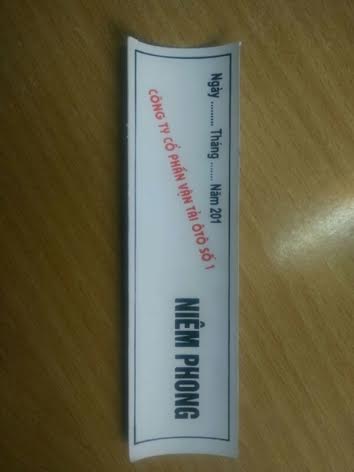 Ngày ........ Tháng ...... Năm 201
CÔNG TY CỔ PHẦN VẬN TẢI ÔTÔ SỐ 1
NIÊM PHONG